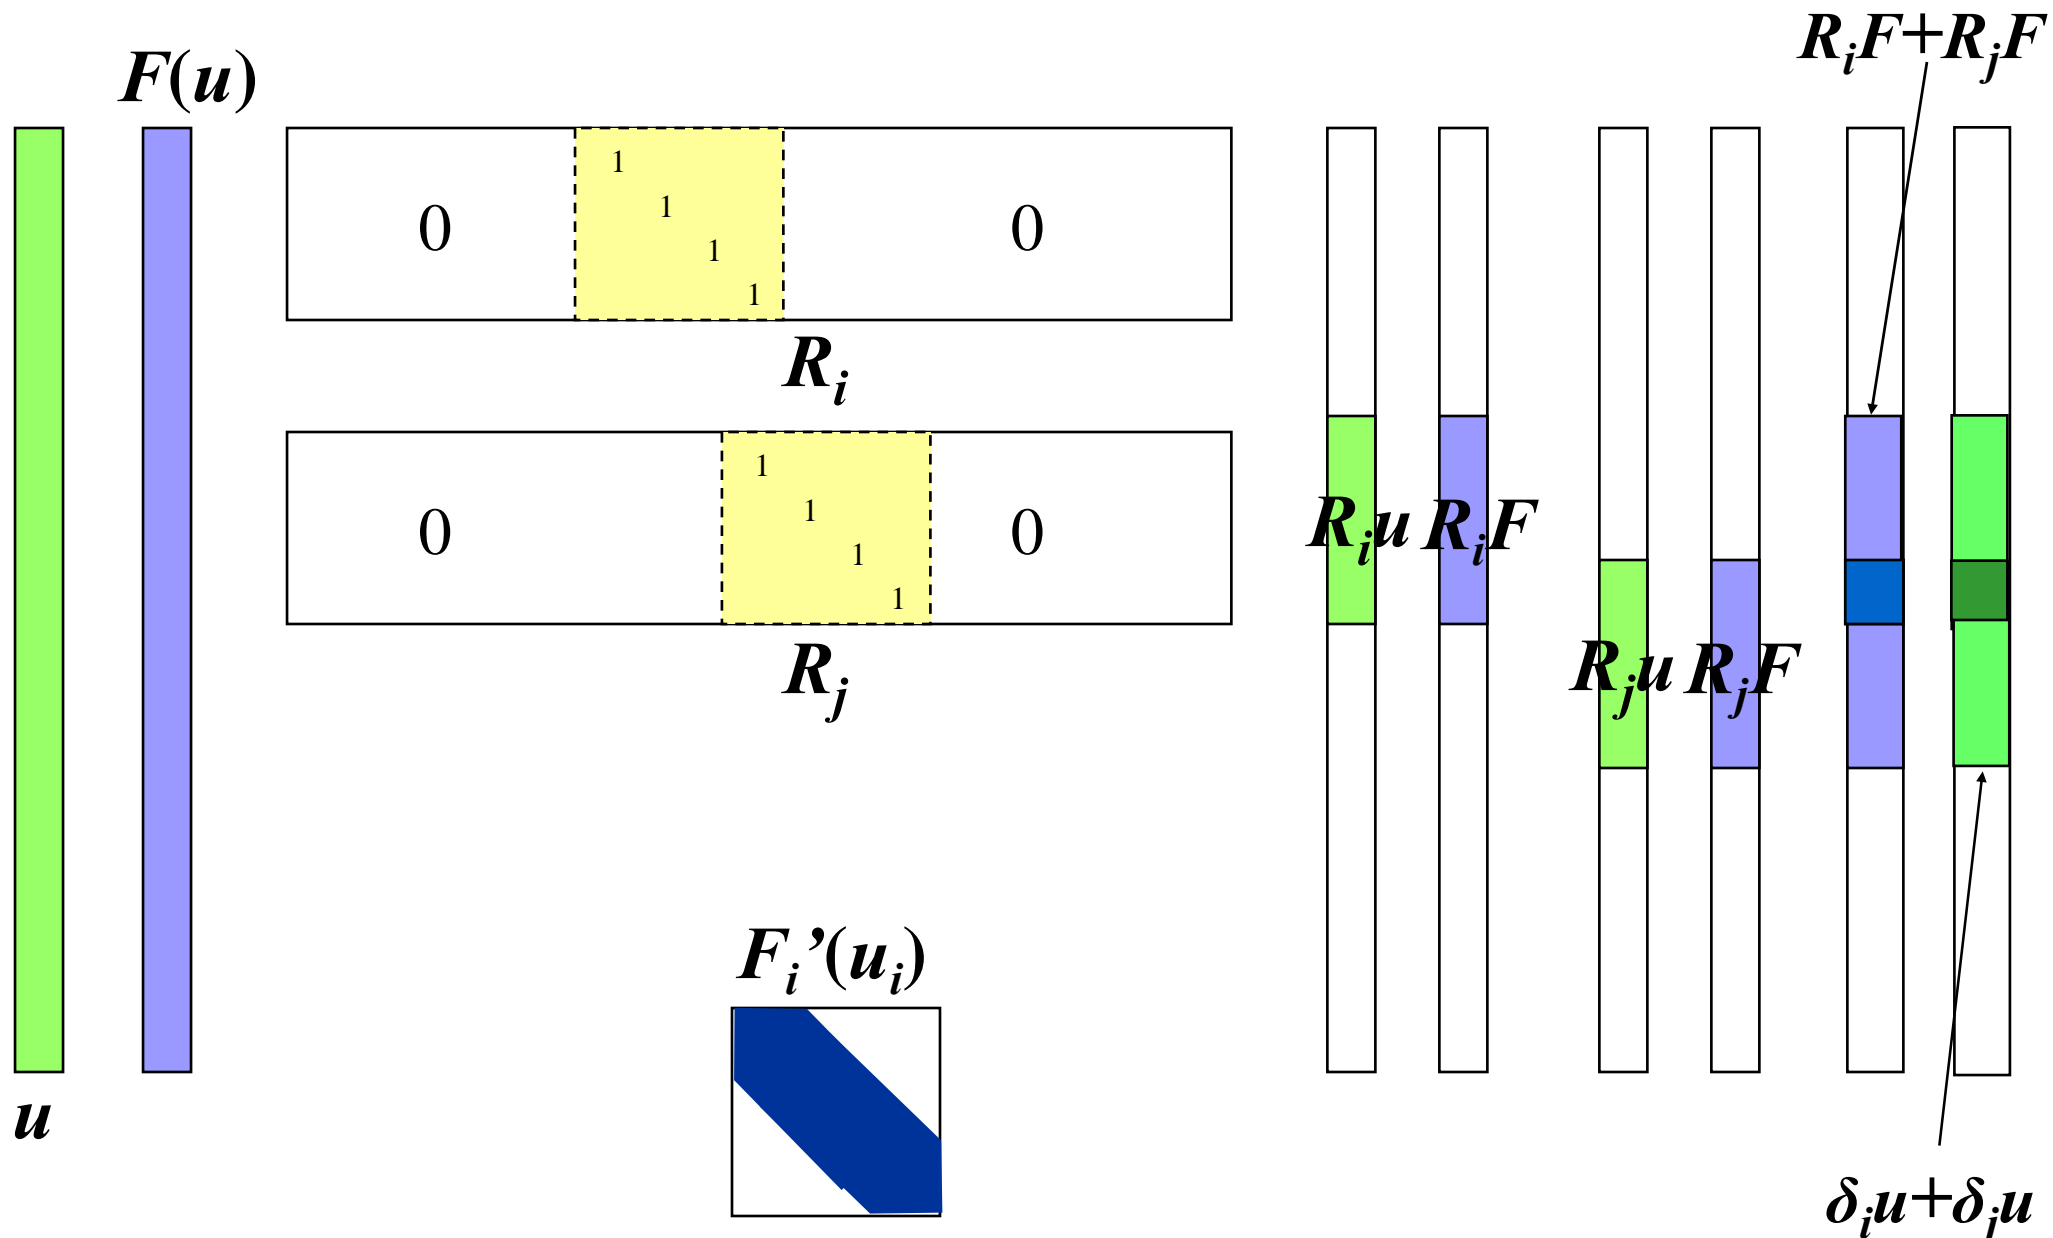 RᵢF+RⱼF
F(u)
1
1
0
1
0
1
Rᵢ
1
1
0
1
0
1
Rᵢu RᵢF
Rⱼ
Rⱼu RⱼF
Fᵢ’(uᵢ)
u
δᵢu+δⱼu